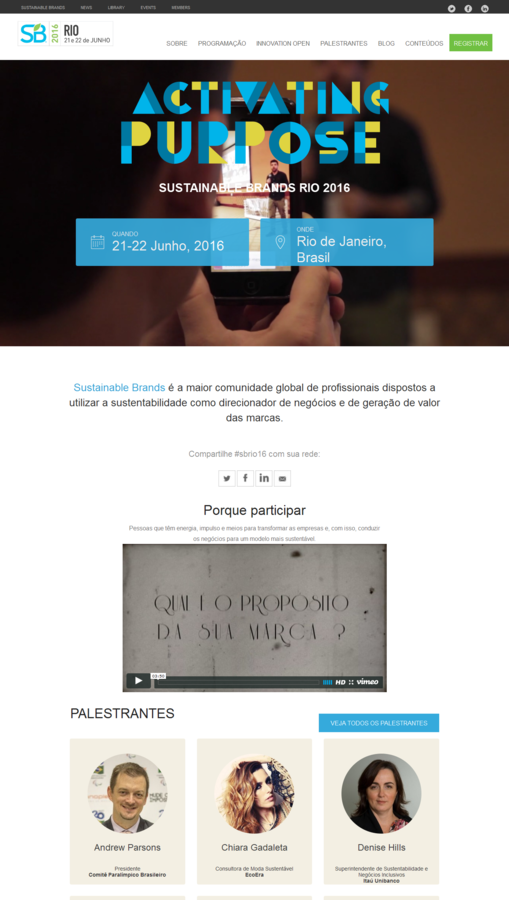 SUSTAINABLE BRANDS NEWS LIBRARY EVENTS MEMBERS
SB 2016 RIO
21 e 22 de JUNHO
SOBRE PROGRAMAÇÃO INNOVATION OPEN PALESTRANTES BLOG CONTEÚDOS REGISTRAR
ACTIVATING
PURPOSE
SUSTAINABLE BRANDS RIO 2016
QUANDO
21-22 Junho, 2016
ONDE
Rio de Janeiro,
Brasil
Sustainable Brands é a maior comunidade global de profissionais dispostos a
utilizar a sustentabilidade como direcionador de negócios e de geração de valor
das marcas.
Compartilhe #sbrio16 com sua rede:
Porque participar
Pessoas que têm energia, impulso e meios para transformar as empresas e, com isso, conduzir
os negócios para um modelo mais sustentável.
QUAL É O PROPÓSITO
DA SUA MARCA ?
HD vimeo
PALESTRANTES
VEJA TODOS OS PALESTRANTES
Andrew Parsons
Presidente
Comitê Paralímpico Brasileiro
Chiara Gadaleta
Consultora de Moda Sustentável
EcoEra
Denise Hills
Superintendente de Sustentabilidade e
Negócios Inclusivos
Itaú Unibanco